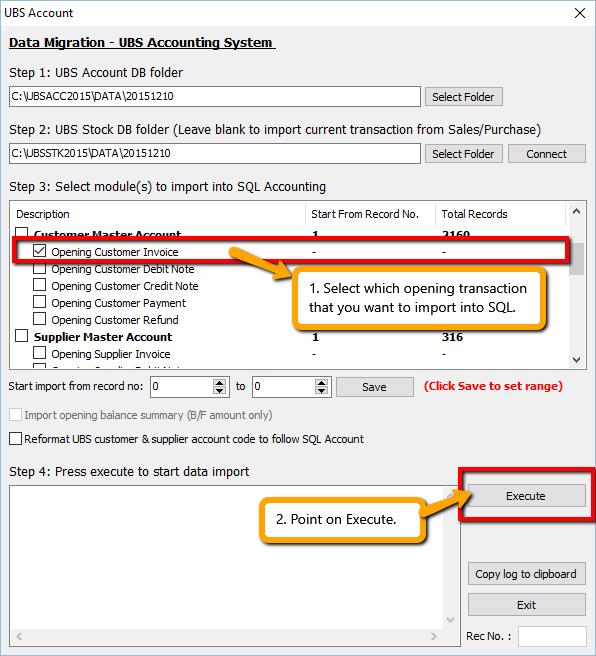 UBS Account
Data Migration - UBS Accounting System
Step 1: UBS Account DB folder
C:\UBSACC2015\DATA\20151210
Select Folder
Step 2: UBS Stock DB folder (Leave blank to import current transaction from Sales/Purchase)
C:\UBSSTK2015\DATA\20151210
Select Folder
Connect
Step 3: Select module(s) to import into SQL Accounting
Description Start From Record No. Total Records
Customer Master Account 1 2160
Opening Customer Invoice - -
Opening Customer Debit Note
Opening Customer Credit Note
Opening Customer Payment
Opening Customer Refund
1. Select which opening transaction
that you want to import into SQL.
Supplier Master Account 1 316
Opening Supplier Invoice - -
Opening Supplier Debit Note
Start import from record no: 0 to 0 Save (Click Save to set range)
Import opening balance summary (B/F amount only)
Reformat UBS customer & supplier account code to follow SQL Account
Step 4: Press execute to start data import
Execute
2. Point on Execute.
Copy log to clipboard
Exit
Rec No. :